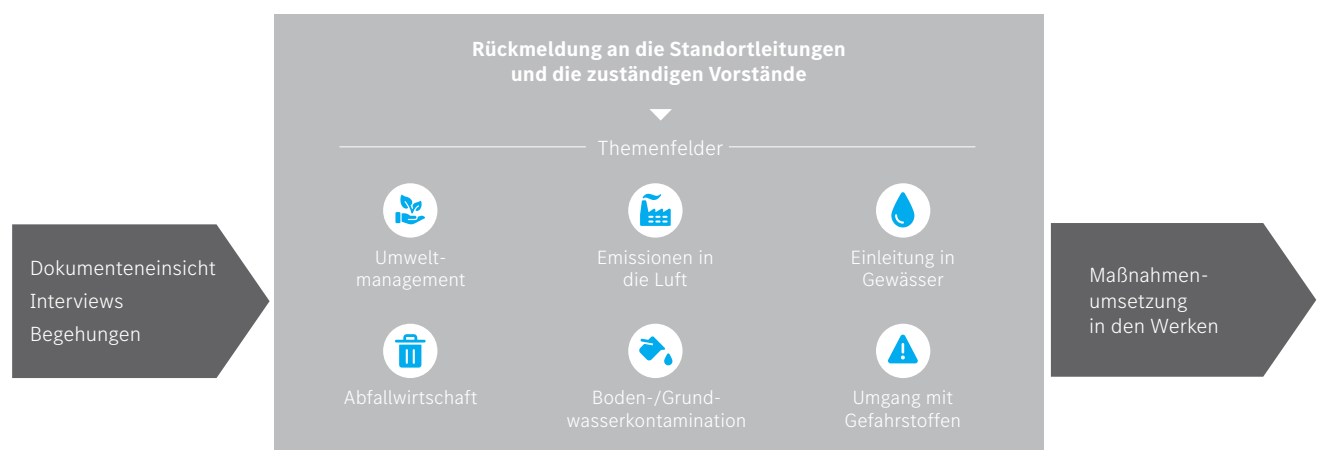 Dokumenteneinsicht
Interviews
Begehungen
Rückmeldung an die Standortleitungen
und die zuständigen Vorstände
Themenfelder
Umwelt-
management
Emissionen in
die Luft
Einleitung in
Gewässer
Abfallwirtschaft
Boden-/Grund-
wasserkontamination
Umgang mit
Gefahrstoffen
Maßnahmen-
umsetzung
in den Werken